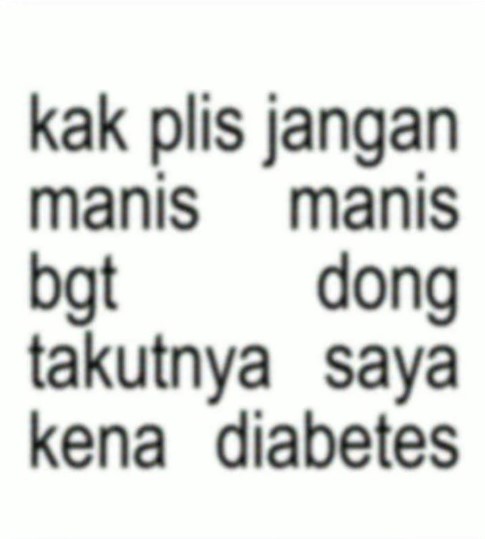 kak plis jangan
manis manis
bgt dong
takutnya saya
kena diabetes